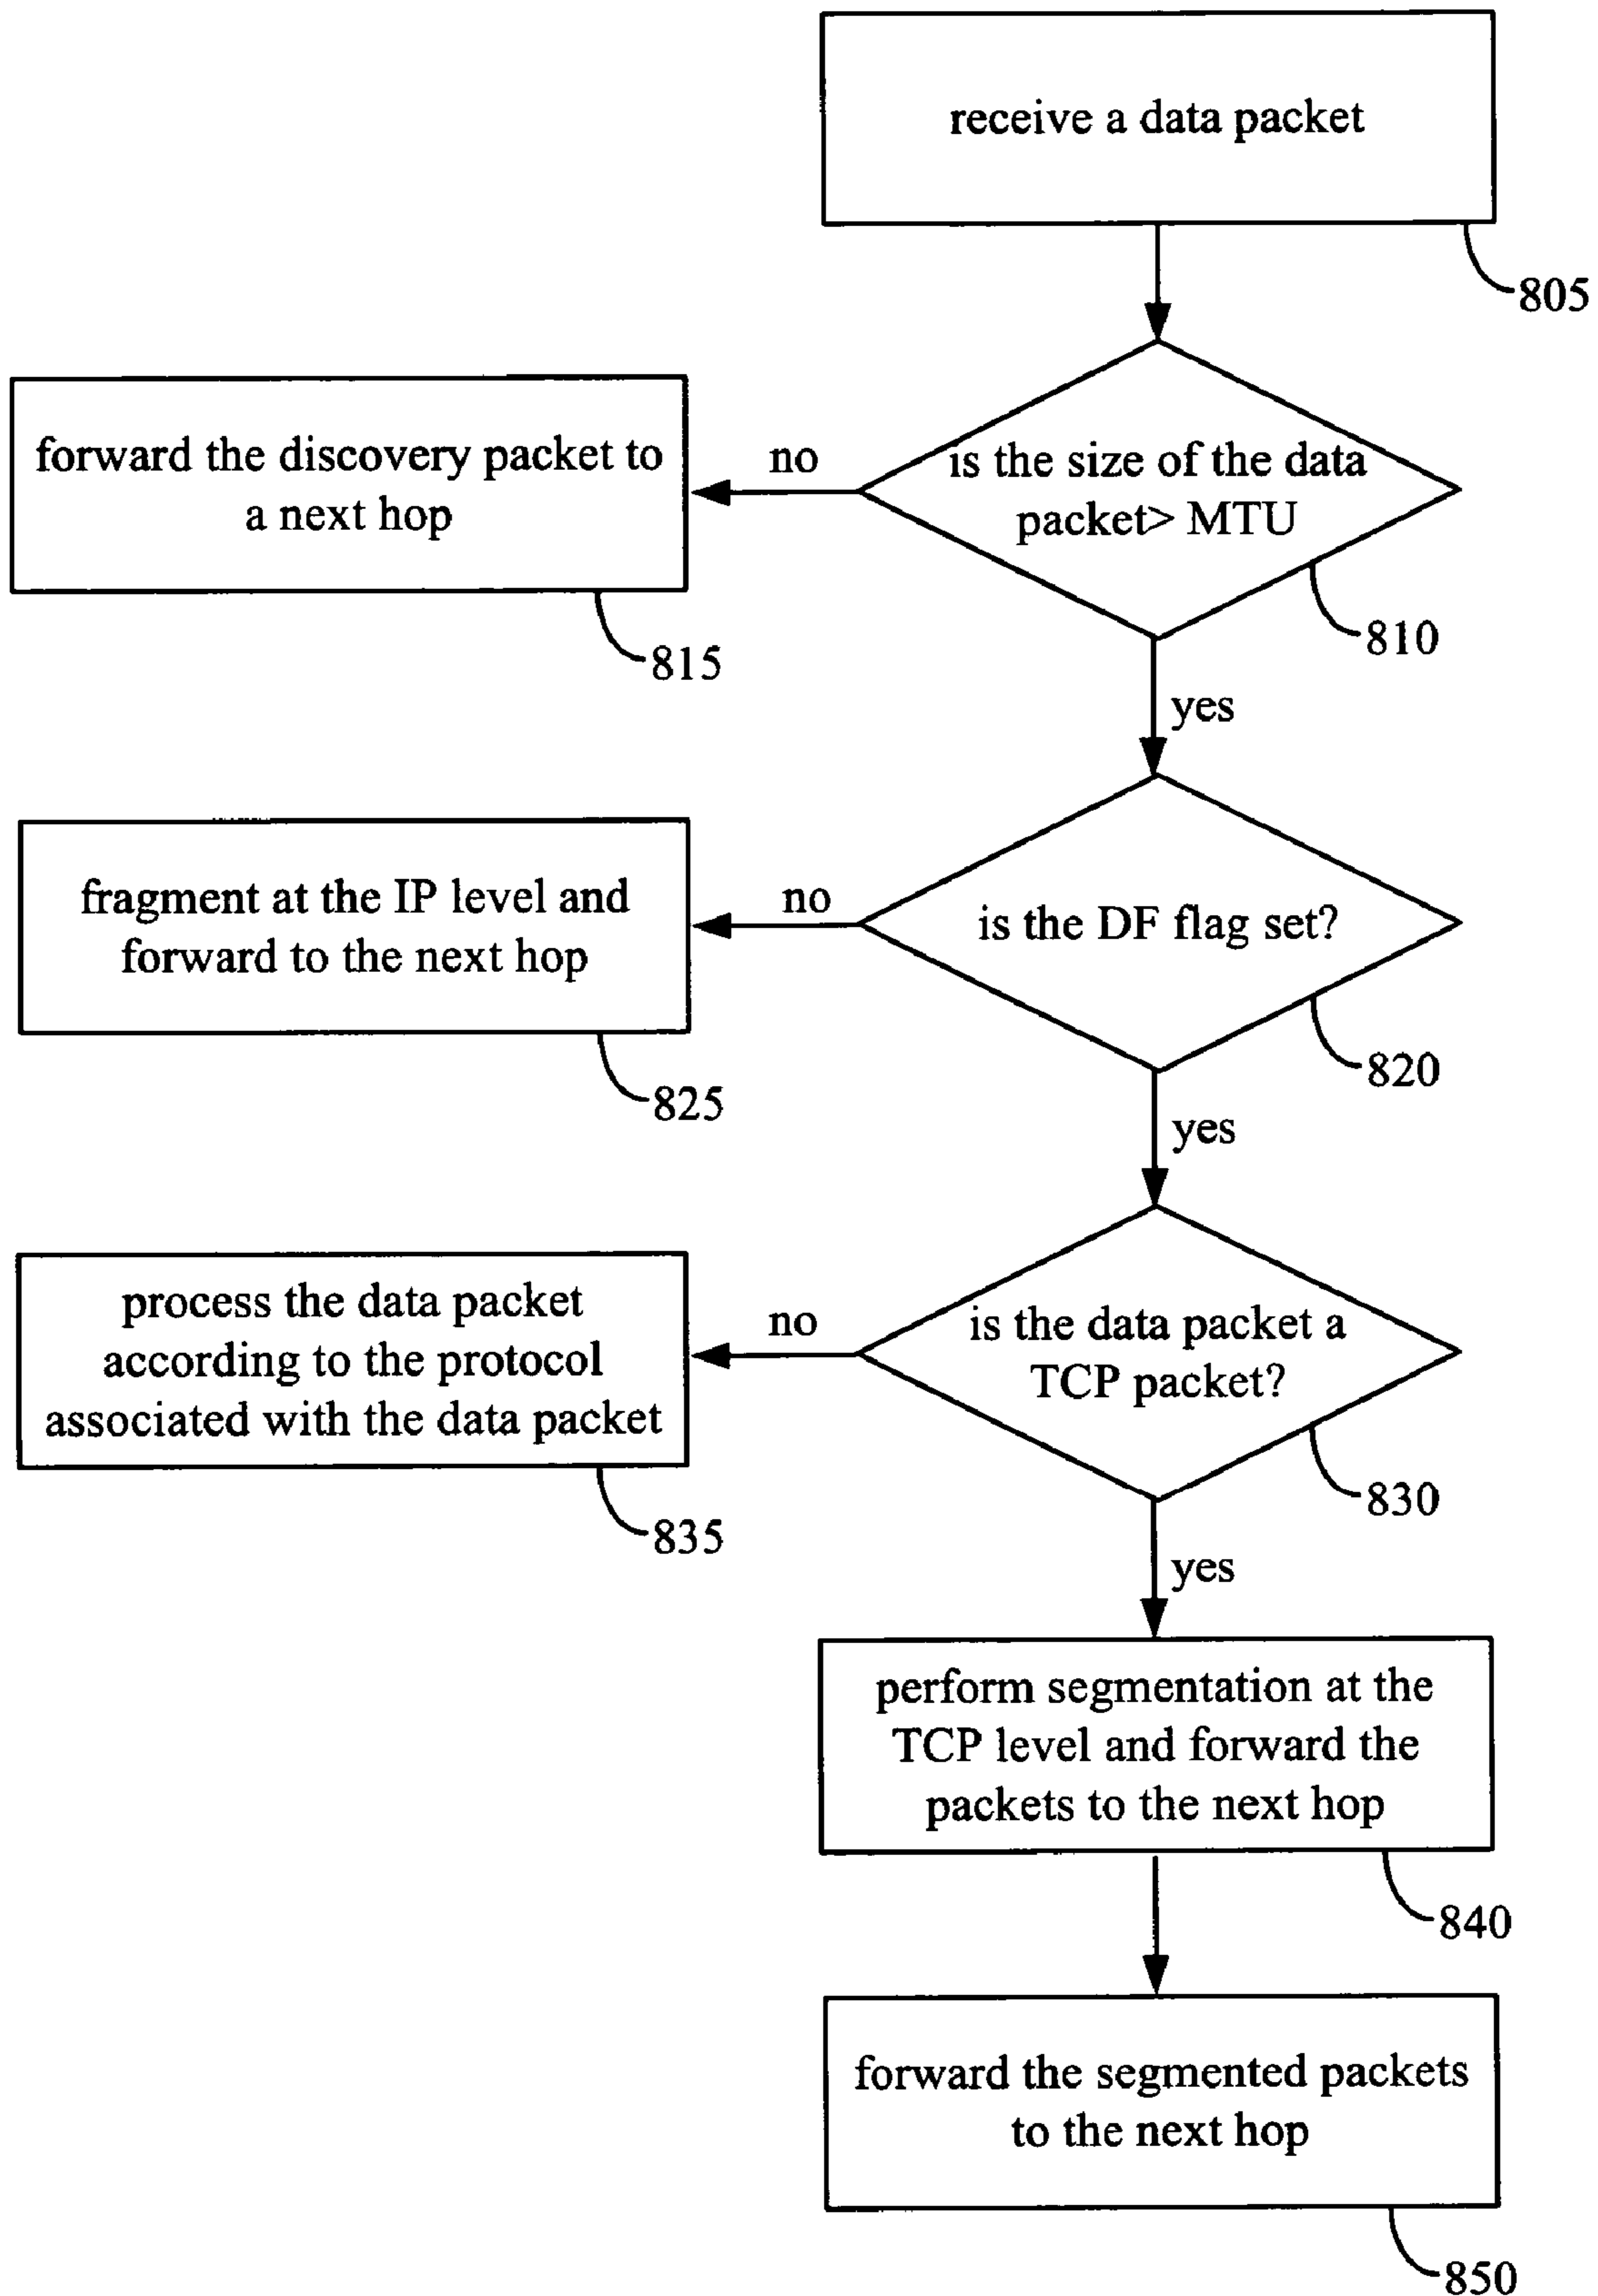 receive a data packet
805
is the size of the data
packet> MTU
810
no
forward the discovery packet to
a next hop
815
yes
is the DF flag set?
820
no
fragment at the IP level and
forward to the next hop
825
yes
is the data packet a
TCP packet?
830
no
process the data packet
according to the protocol
associated with the data packet
835
yes
perform segmentation at the
TCP level and forward the
packets to the next hop
840
forward the segmented packets
to the next hop
850